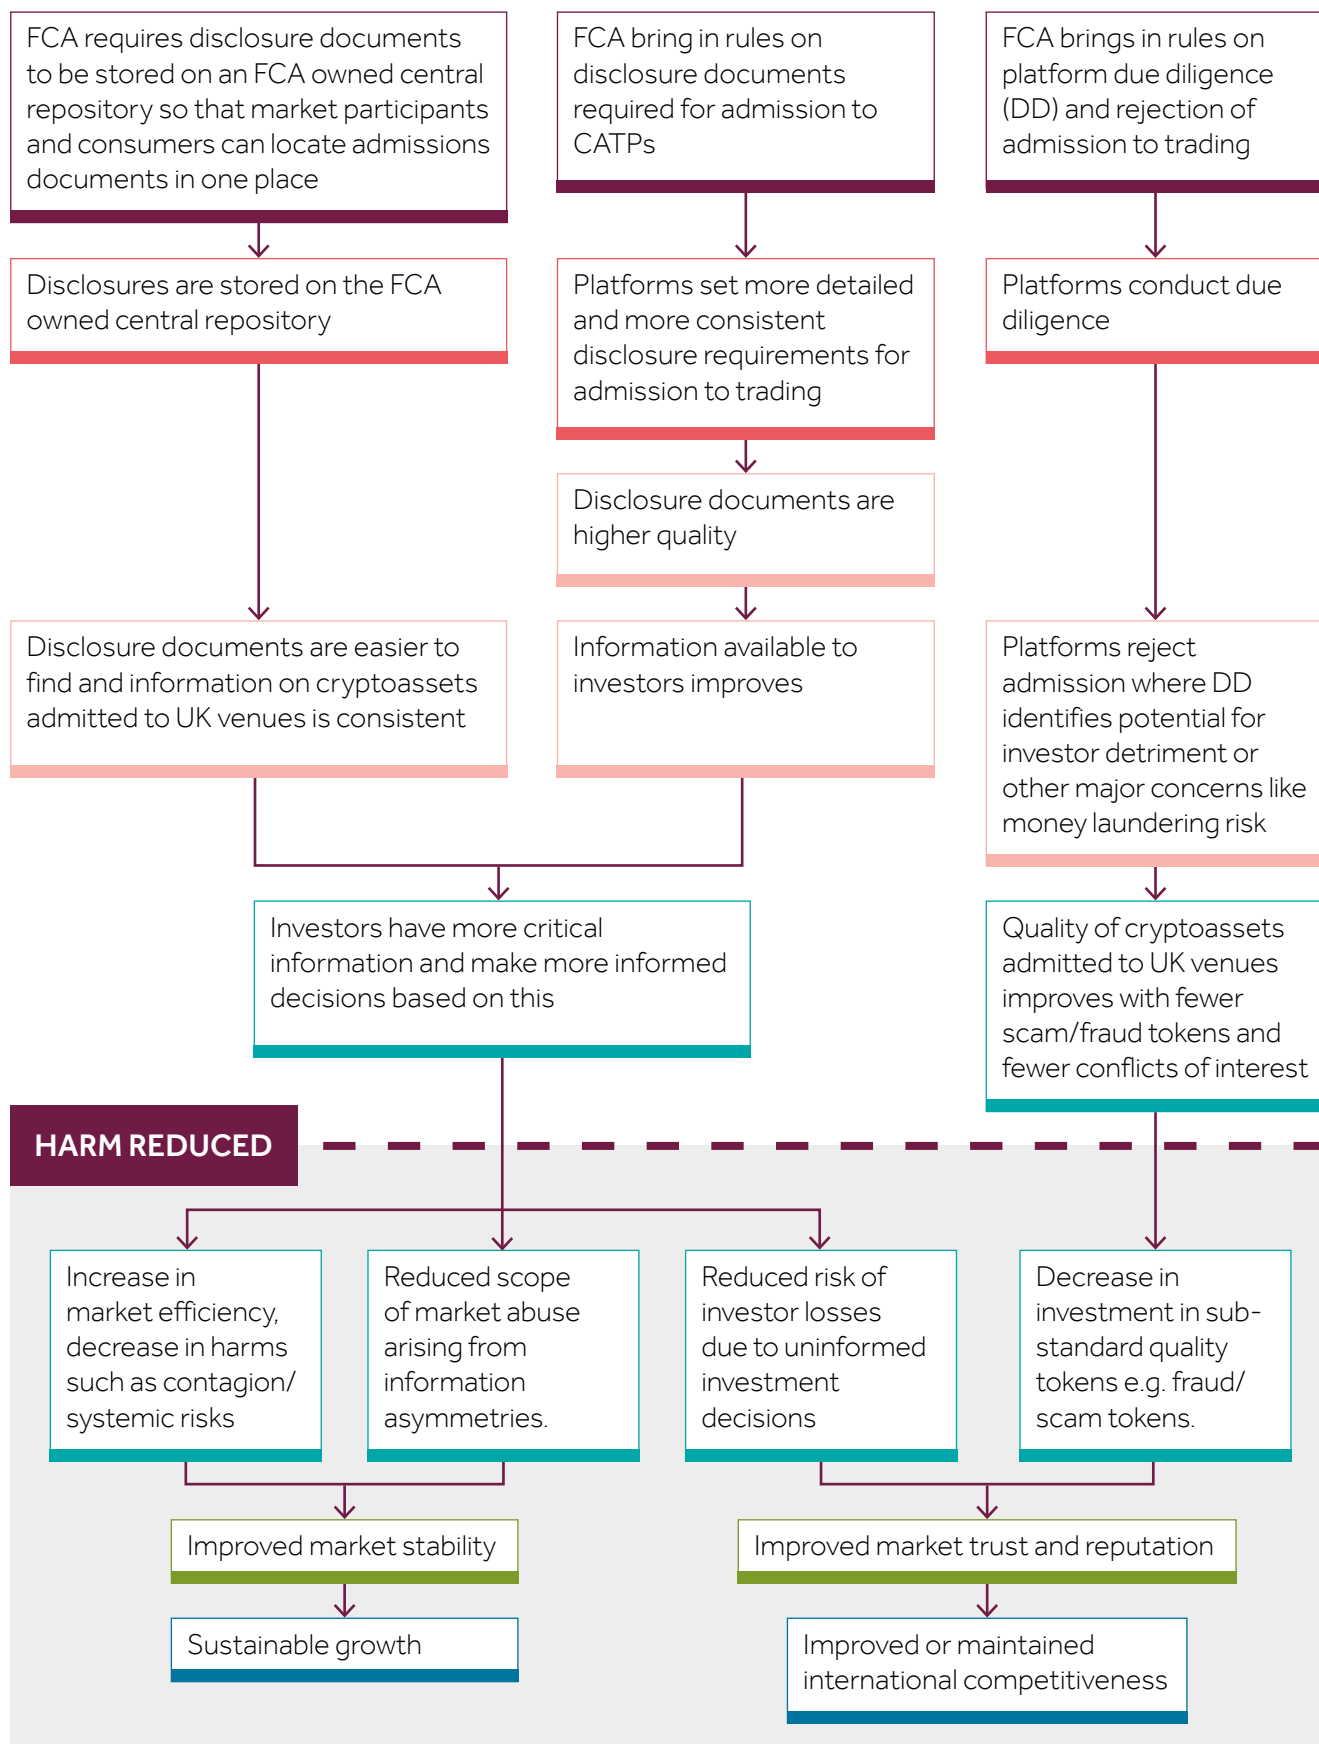 FCA requires disclosure documents
to be stored on an FCA owned central
repository so that market participants
and consumers can locate admissions
documents in one place
FCA bring in rules on
disclosure documents
required for admission to
CATPs
FCA brings in rules on
platform due diligence
(DD) and rejection of
admission to trading
Disclosures are stored on the FCA
owned central repository
Platforms set more detailed
and more consistent
disclosure requirements for
admission to trading
Platforms conduct due
diligence
Disclosure documents are
higher quality
Disclosure documents are easier to
find and information on cryptoassets
admitted to UK venues is consistent
Information available to
investors improves
Platforms reject
admission where DD
identifies potential for
investor detriment or
other major concerns like
money laundering risk
Investors have more critical
information and make more informed
decisions based on this
Quality of cryptoassets
admitted to UK venues
improves with fewer
scam/fraud tokens and
fewer conflicts of interest
HARM REDUCED
Increase in
market efficiency,
decrease in harms
such as contagion/
systemic risks
Reduced scope
of market abuse
arising from
information
asymmetries.
Reduced risk of
investor losses
due to uninformed
investment
decisions
Decrease in
investment in sub-
standard quality
tokens e.g. fraud/
scam tokens.
Improved market stability
Improved market trust and reputation
Sustainable growth
Improved or maintained
international competitiveness